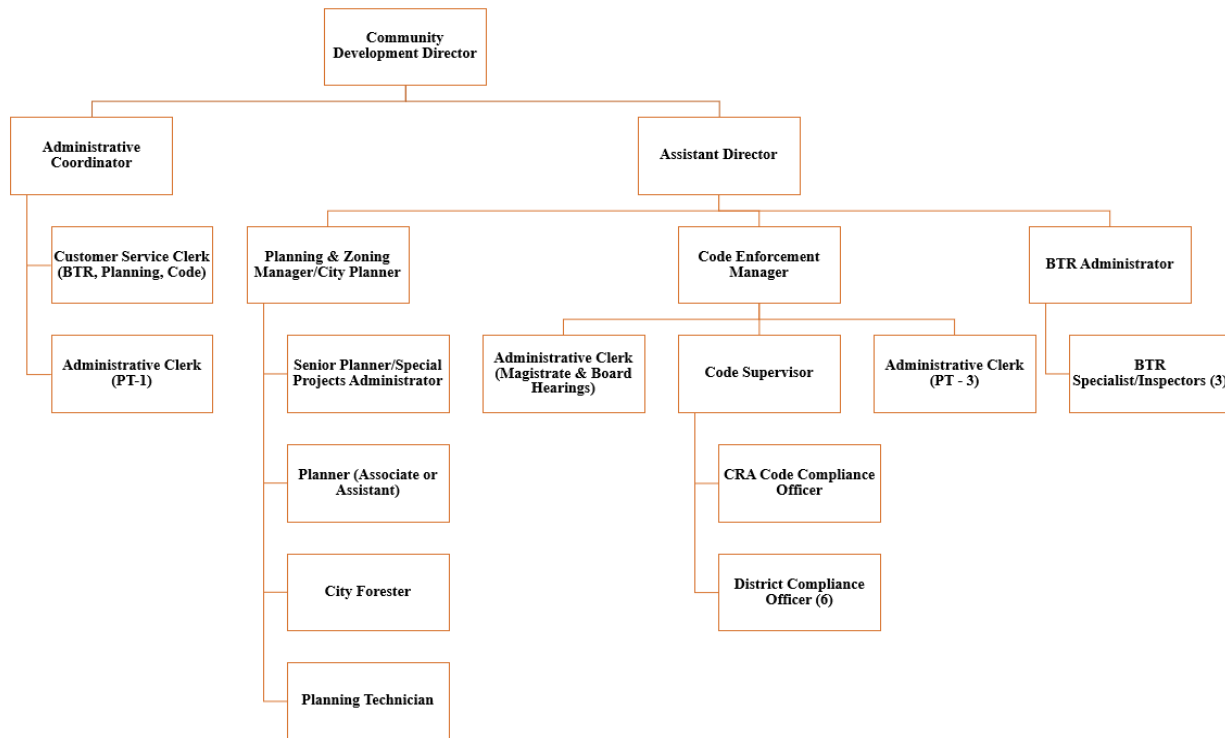 Community
Development Director
Administrative
Coordinator
Assistant Director
Customer Service Clerk
(BTR, Planning, Code)
Planning & Zoning
Manager/City Planner
Code Enforcement
Manager
BTR Administrator
Administrative Clerk
(PT-1)
Senior Planner/Special
Projects Administrator
Administrative Clerk
(Magistrate & Board
Hearings)
Code Supervisor
Administrative Clerk
(PT - 3)
BTR
Specialist/Inspectors (3)
Planner (Associate or
Assistant)
CRA Code Compliance
Officer
City Forester
District Compliance
Officer (6)
Planning Technician